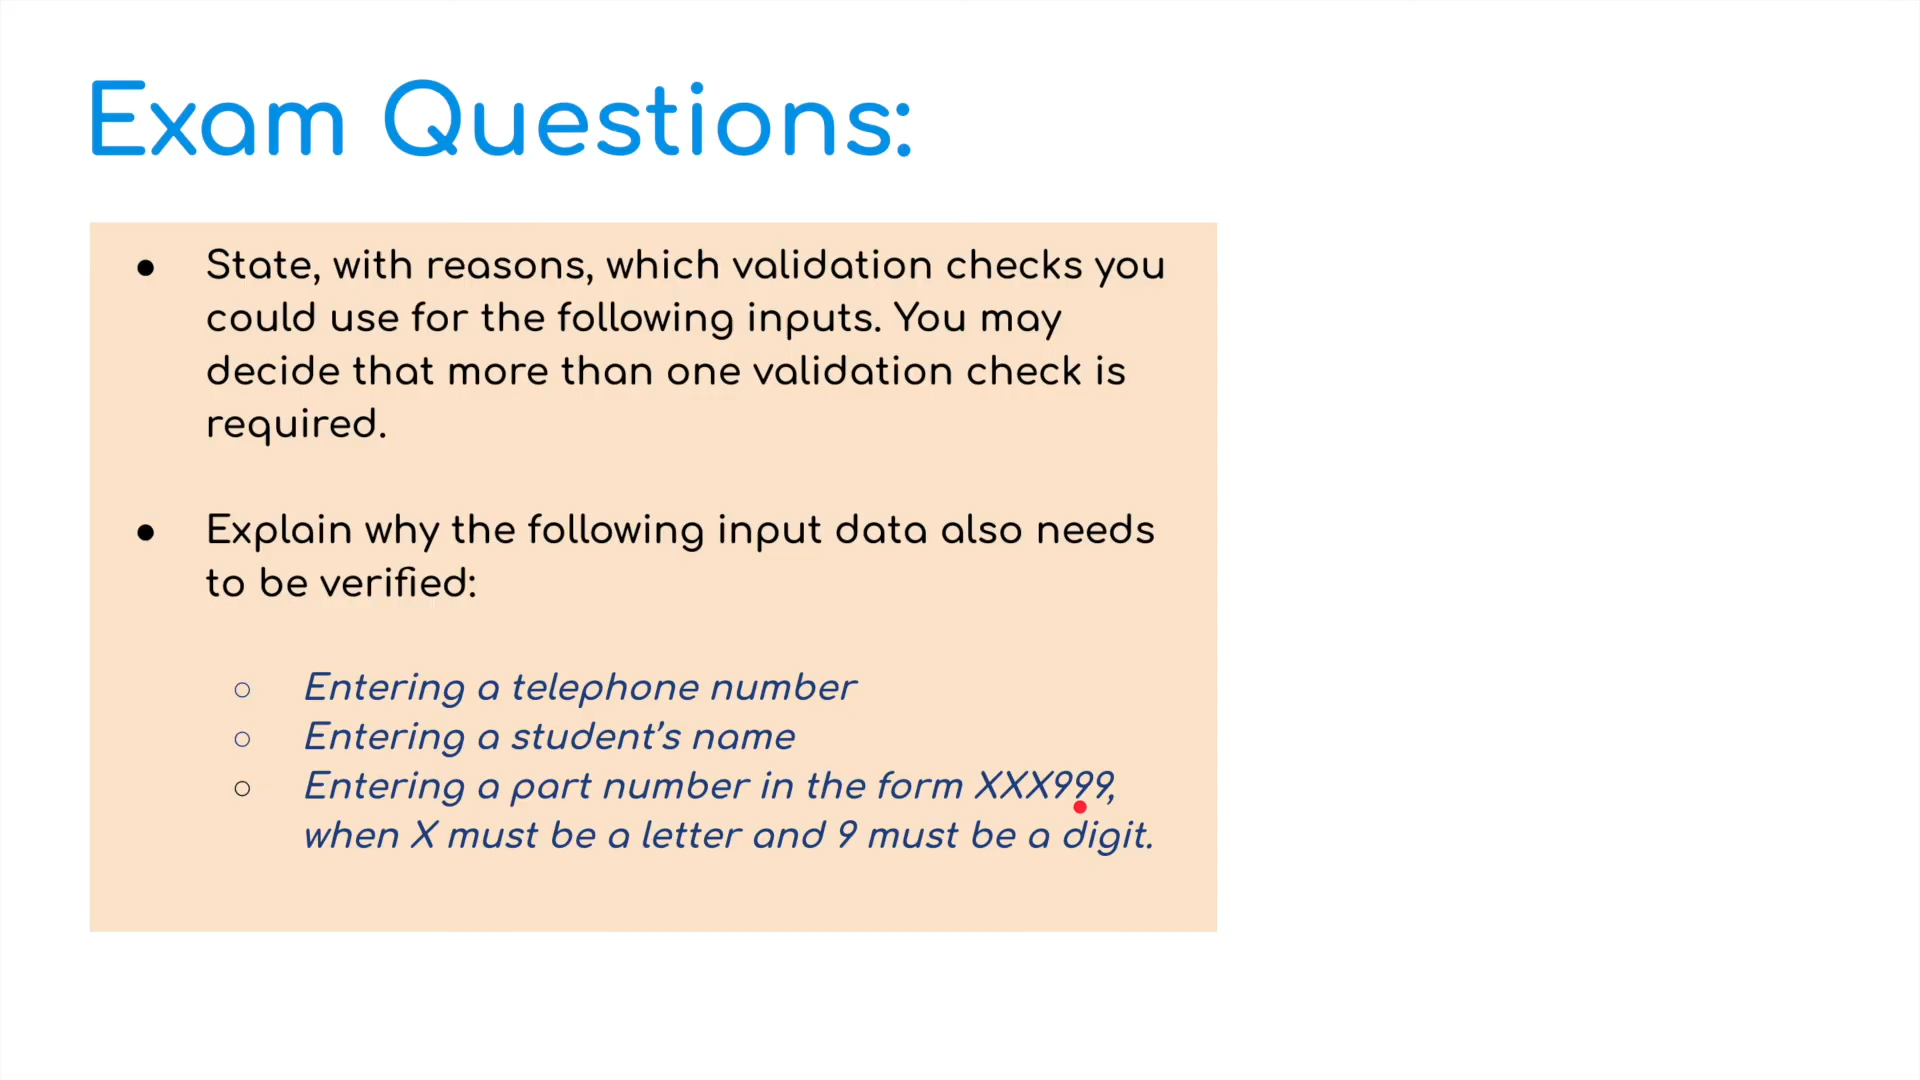 Exam Questions:
● State, with reasons, which validation checks you
could use for the following inputs. You may
decide that more than one validation check is
required.
● Explain why the following input data also needs
to be verified:
○ Entering a telephone number
○ Entering a student's name
○ Entering a part number in the form XXX999,
when X must be a letter and 9 must be a digit.